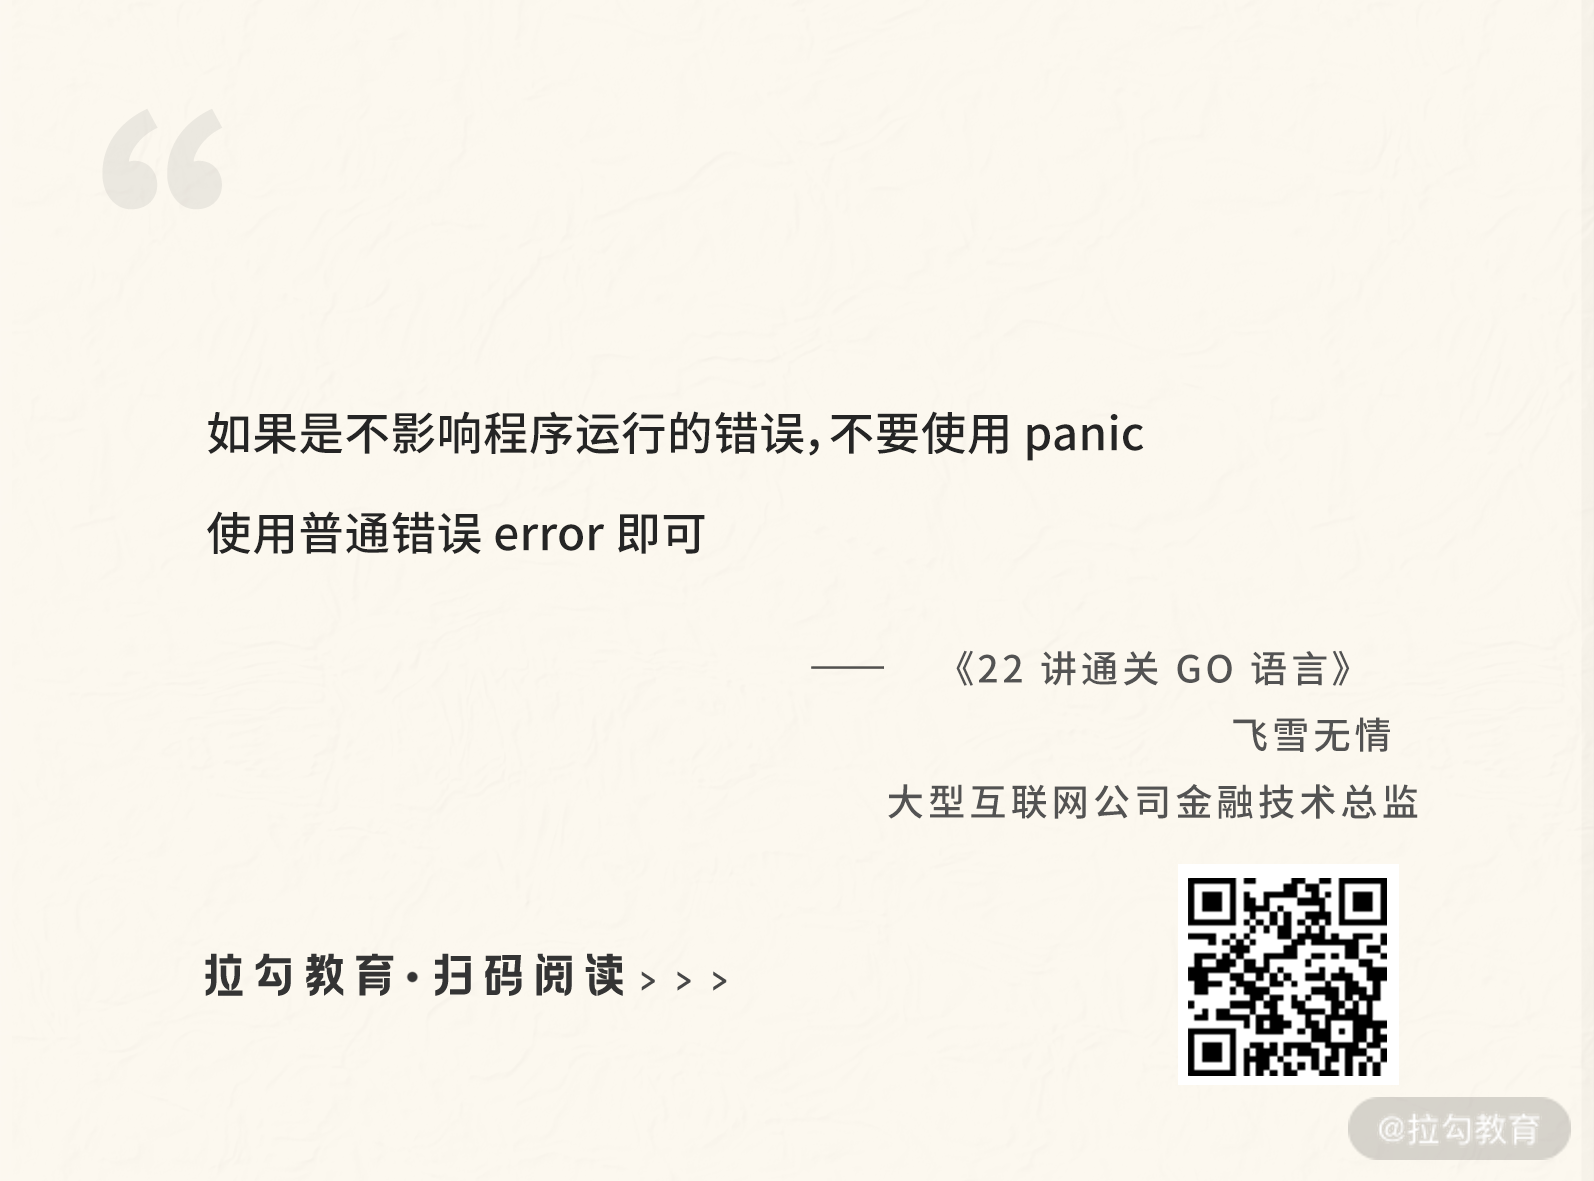 “
如果是不影响程序运行的错误，不要使用 panic
使用普通错误 error 即可
—— 《22 讲通关 GO 语言》
飞雪无情
大型互联网公司金融技术总监
拉勾教育·扫码阅读>>>
@拉勾教育